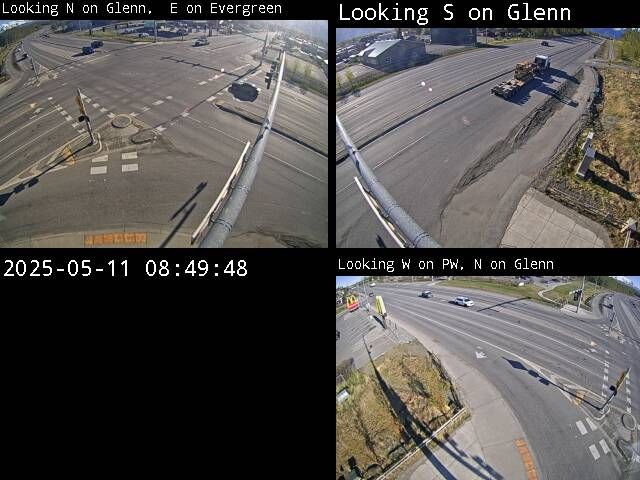 Looking N on Glenn, E on Evergreen
Looking S on Glenn
2025-05-11 08:49:48
Looking W on PW, N on Glenn